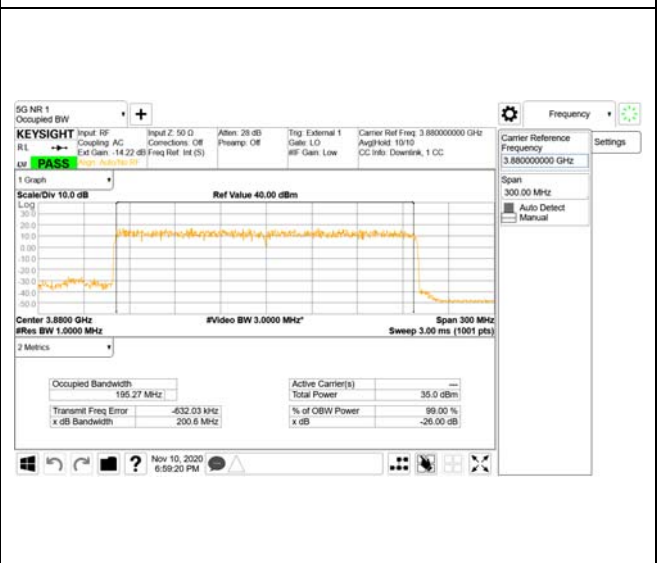 5G NR 1
Occupied BW
Frequency
KEYSIGHT
Input: RF
Coupling: AC
Ext Gain: -14.22 dB
Align: Auto/No RF
RL
PASS
Input Z: 50 Ω
Corrections: Off
Freq Ref: Int (S)
Atten: 28 dB
Preamp: Off
Trig: External 1
Gate: LO
#IF Gain: Low
Carrier Ref Freq: 3.880000000 GHz
Avg|Hold: 10/10
CC Info: Downlink, 1 CC
Carrier Reference
Frequency
3.880000000 GHz
Settings
Span
300.00 MHz
Auto Detect
Manual
1 Graph
Scale/Div 10.0 dB
Ref Value 40.00 dBm
Log
30.0
20.0
10.0
0.00
-10.0
-20.0
-30.0
-40.0
-50.0
Center 3.8800 GHz
#Video BW 3.0000 MHz*
Span 300 MHz
#Res BW 1.0000 MHz
Sweep 3.00 ms (1001 pts)
2 Metrics
Occupied Bandwidth
195.27 MHz
Transmit Freq Error -632.03 kHz
x dB Bandwidth 200.6 MHz
Active Carrier(s) —
Total Power 35.0 dBm
% of OBW Power 99.00 %
x dB -26.00 dB
?
Nov 10, 2020
6:59:20 PM